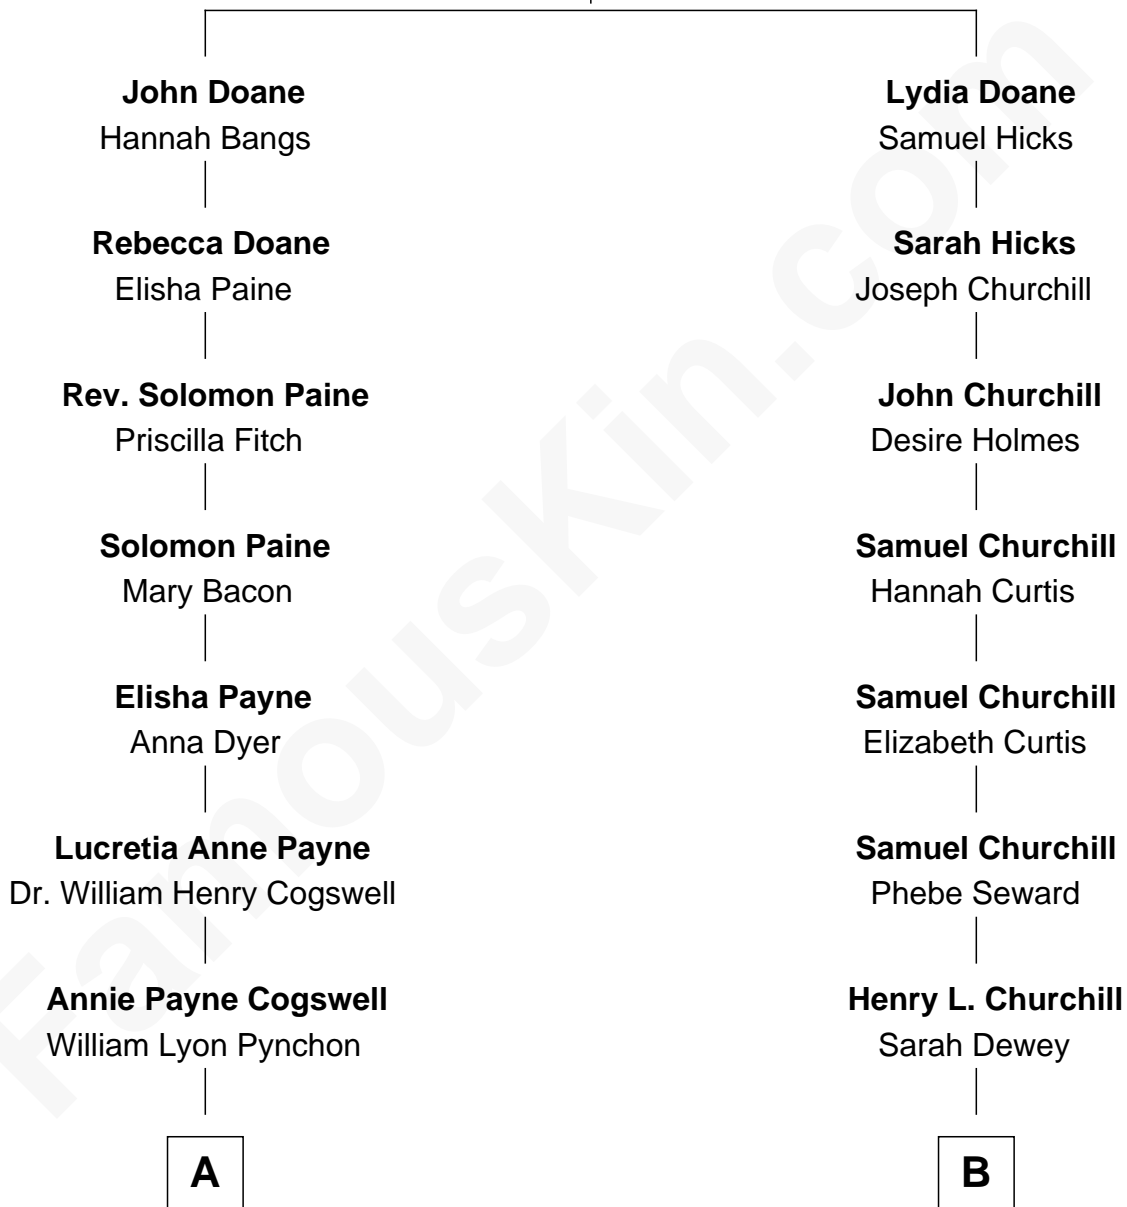 John Doane
Hannah Bangs
Lydia Doane
Samuel Hicks
Rebecca Doane
Elisha Paine
Sarah Hicks
Joseph Churchill
Rev. Solomon Paine
Priscilla Fitch
John Churchill
Desire Holmes
Solomon Paine
Mary Bacon
Samuel Churchill
Hannah Curtis
Elisha Payne
Anna Dyer
Samuel Churchill
Elizabeth Curtis
Lucretia Anne Payne
Dr. William Henry Cogswell
Samuel Churchill
Phebe Seward
Annie Payne Cogswell
William Lyon Pynchon
Henry L. Churchill
Sarah Dewey
A
B
FamousKin.com